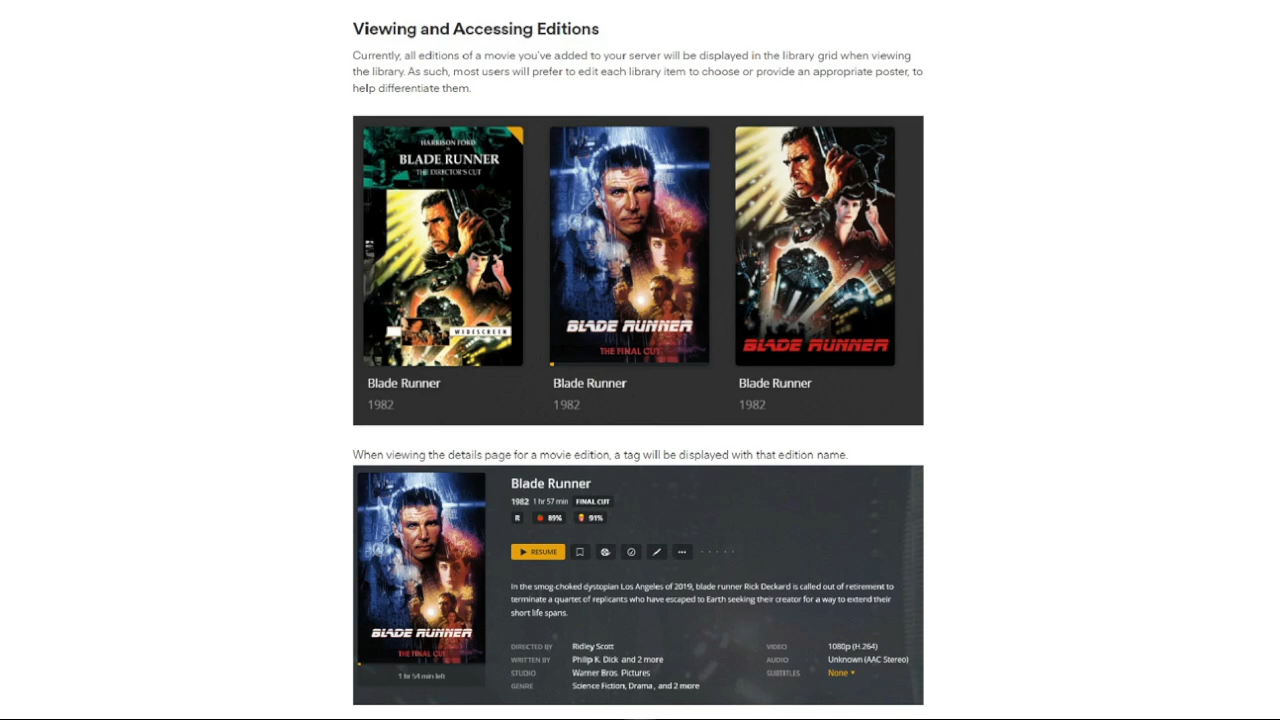 Viewing and Accessing Editions
Currently, all editions of a movie you've added to your server will be displayed in the library grid when viewing
the library. As such, most users will prefer to edit each library item to choose or provide an appropriate poster, to
help differentiate them.
HARRISON FORD
BLADE RUNNER
THE DIRECTOR'S CUT
WIDESCREEN
BLADE RUNNER
THE FINAL CUT
BLADE RUNNER
Blade Runner
Blade Runner
Blade Runner
1982
1982
1982
When viewing the details page for a movie edition, a tag will be displayed with that edition name.
BLADE RUNNER
THE FINAL CUT
1 hr 54 min left
Blade Runner
1982 1 hr 57 min FINAL CUT
R 89% 91%
RESUME
In the smog-choked dystopian Los Angeles of 2019, blade runner Rick Deckard is called out of retirement to
terminate a quartet of replicants who have escaped to Earth seeking their creator for a way to extend their
short life spans.
DIRECTED BY Ridley Scott
WRITTEN BY Philip K. Dick and 2 more
STUDIO Warner Bros. Pictures
GENRE Science Fiction, Drama, and 2 more
VIDEO 1080p (H.264)
AUDIO Unknown (AAC Stereo)
SUBTITLES None